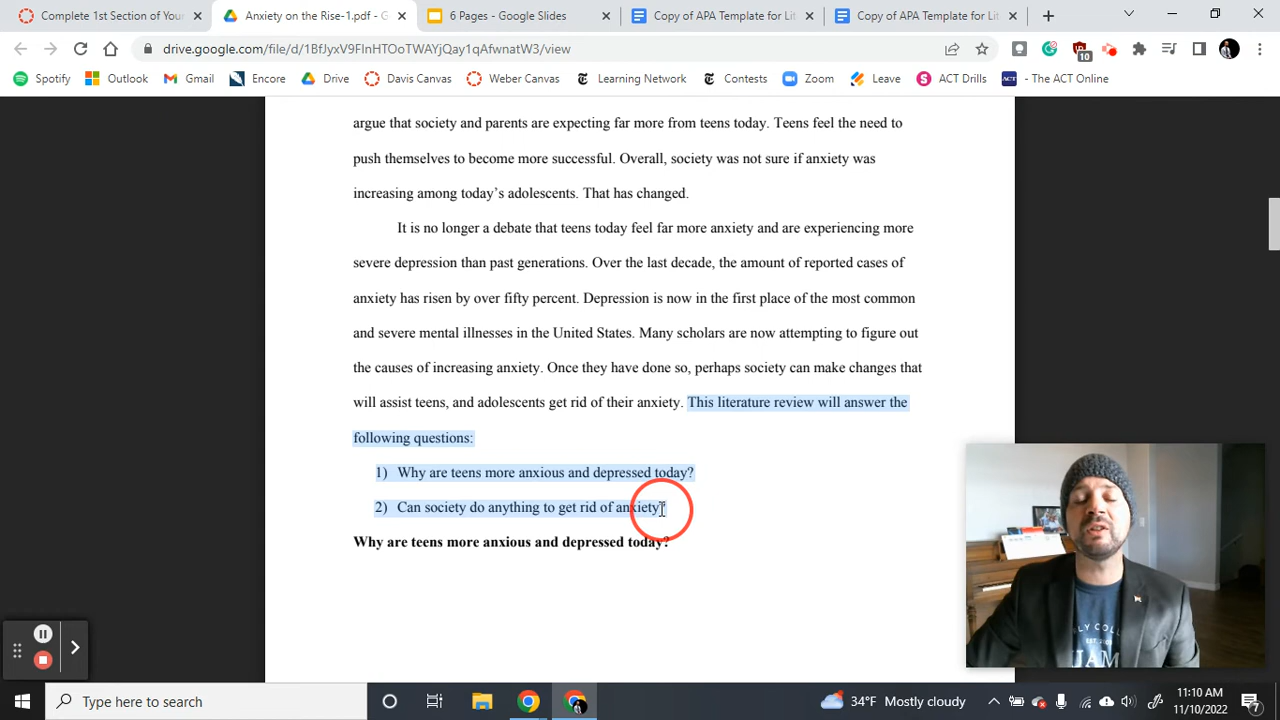 Complete 1st Section of Your
Anxiety on the Rise-1.pdf - G
6 Pages - Google Slides
Copy of APA Template for Lit
Copy of APA Template for Lit
drive.google.com/file/d/1BfJyxV9FlnHTOoTWAYjQay1qAfwnatW3/view
10
Spotify Outlook Gmail Encore Drive Davis Canvas Weber Canvas Learning Network Contests Zoom Leave ACT Drills ACT - The ACT Online
argue that society and parents are expecting far more from teens today. Teens feel the need to
push themselves to become more successful. Overall, society was not sure if anxiety was
increasing among today's adolescents. That has changed.
It is no longer a debate that teens today feel far more anxiety and are experiencing more
severe depression than past generations. Over the last decade, the amount of reported cases of
anxiety has risen by over fifty percent. Depression is now in the first place of the most common
and severe mental illnesses in the United States. Many scholars are now attempting to figure out
the causes of increasing anxiety. Once they have done so, perhaps society can make changes that
will assist teens, and adolescents get rid of their anxiety. This literature review will answer the
following questions:
1) Why are teens more anxious and depressed today?
2) Can society do anything to get rid of anxiety?
Why are teens more anxious and depressed today?
Type here to search
34°F Mostly cloudy
11:10 AM
11/10/2022
7